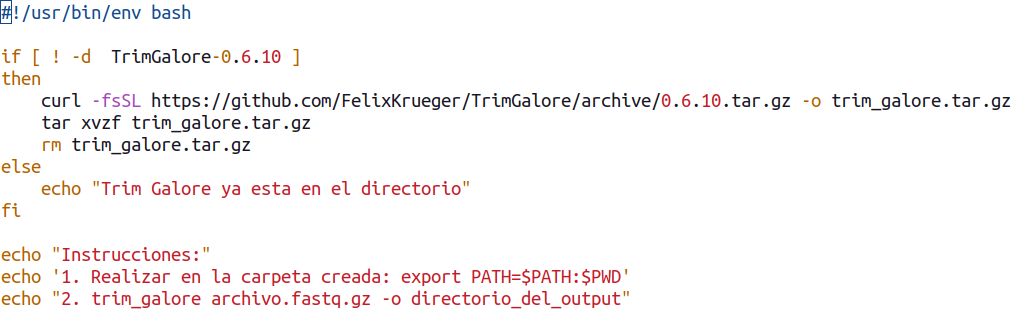 #!/usr/bin/env bash

if [ ! -d  TrimGalore-0.6.10 ]
then
    curl -fsSL https://github.com/FelixKrueger/TrimGalore/archive/0.6.10.tar.gz -o trim_galore.tar.gz
    tar xvzf trim_galore.tar.gz
    rm trim_galore.tar.gz
else
    echo "Trim Galore ya esta en el directorio"
fi

echo "Instrucciones:"
echo '1. Realizar en la carpeta creada: export PATH=$PATH:$PWD'
echo "2. trim_galore archivo.fastq.gz -o directorio_del_output"